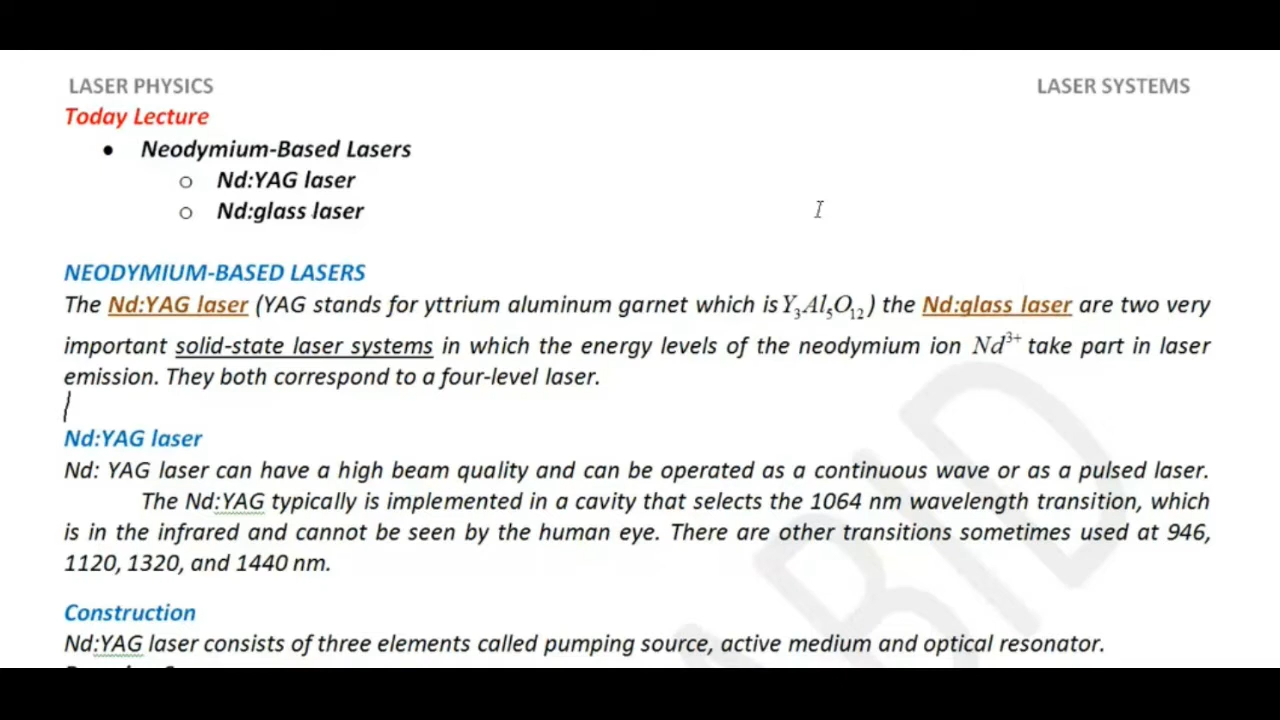 LASER PHYSICS LASER SYSTEMS
Today Lecture
• Neodymium-Based Lasers
o Nd:YAG laser
o Nd:glass laser
NEODYMIUM-BASED LASERS
The Nd:YAG laser (YAG stands for yttrium aluminum garnet which is Y₃Al₅O₁₂) the Nd:glass laser are two very
important solid-state laser systems in which the energy levels of the neodymium ion Nd³⁺ take part in laser
emission. They both correspond to a four-level laser.
Nd:YAG laser
Nd: YAG laser can have a high beam quality and can be operated as a continuous wave or as a pulsed laser.
The Nd:YAG typically is implemented in a cavity that selects the 1064 nm wavelength transition, which
is in the infrared and cannot be seen by the human eye. There are other transitions sometimes used at 946,
1120, 1320, and 1440 nm.
Construction
Nd:YAG laser consists of three elements called pumping source, active medium and optical resonator.